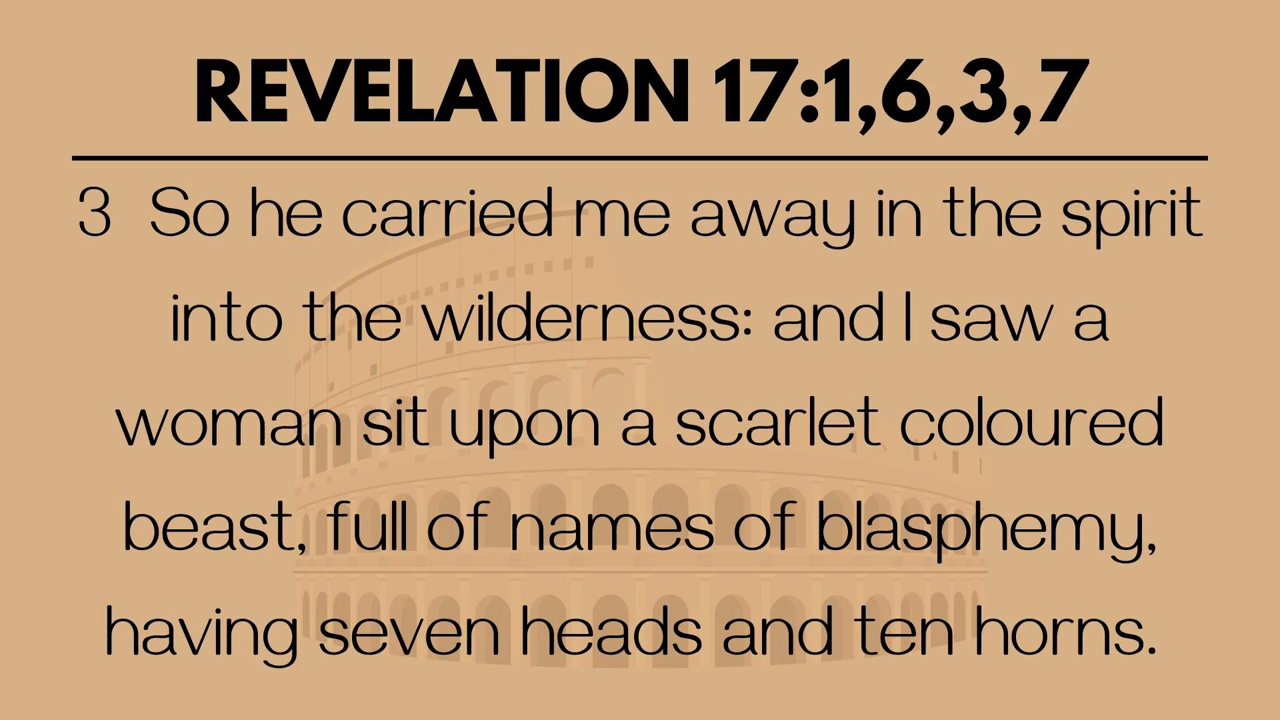 REVELATION 17:1,6,3,7
3 So he carried me away in the spirit
into the wilderness: and I saw a
woman sit upon a scarlet coloured
beast, full of names of blasphemy,
having seven heads and ten horns.